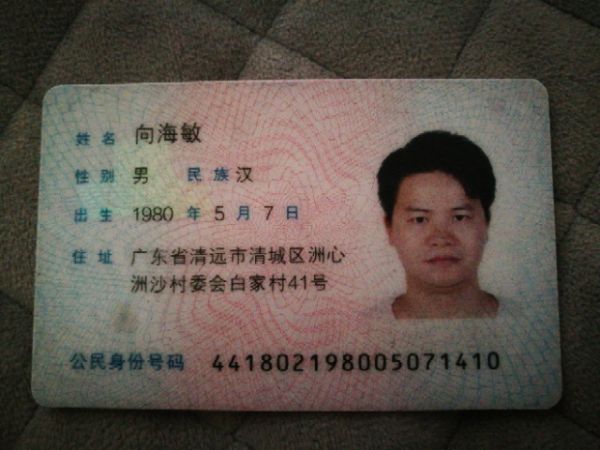 姓名 向海敏
性别 男 民族 汉
出生 1980 年 5 月 7 日
住址 广东省清远市清城区洲心
洲沙村委会白家村41号
公民身份号码 441802198005071410